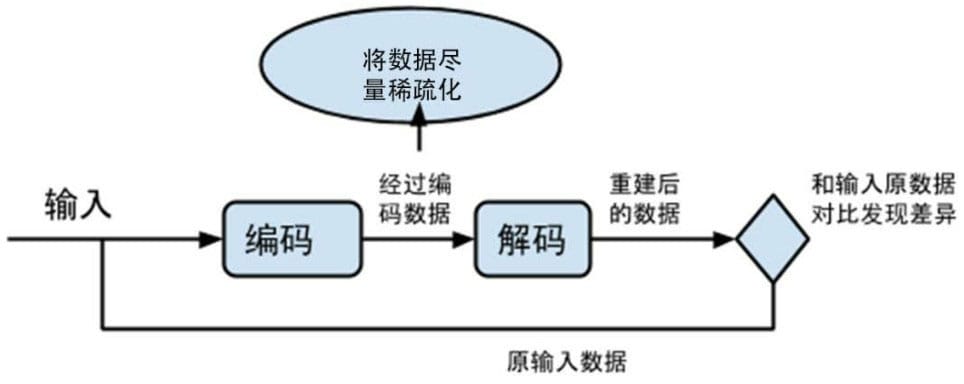 将数据尽
量稀疏化
输入
编码
经过编
码数据
解码
重建后
的数据
和输入原数据
对比发现差异
原输入数据